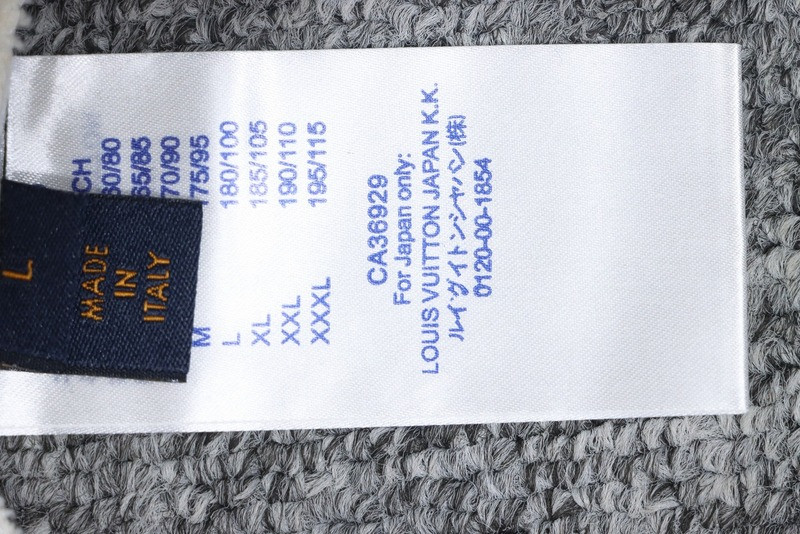 L
MADE
IN
ITALY
CH
60/80
65/85
70/90
M 75/95
L 180/100
XL 185/105
XXL 190/110
XXXL 195/115
CA36929
For Japan only:
LOUIS VUITTON JAPAN K.K.
ルイヴイトンジャパン(株)
0120-00-1854